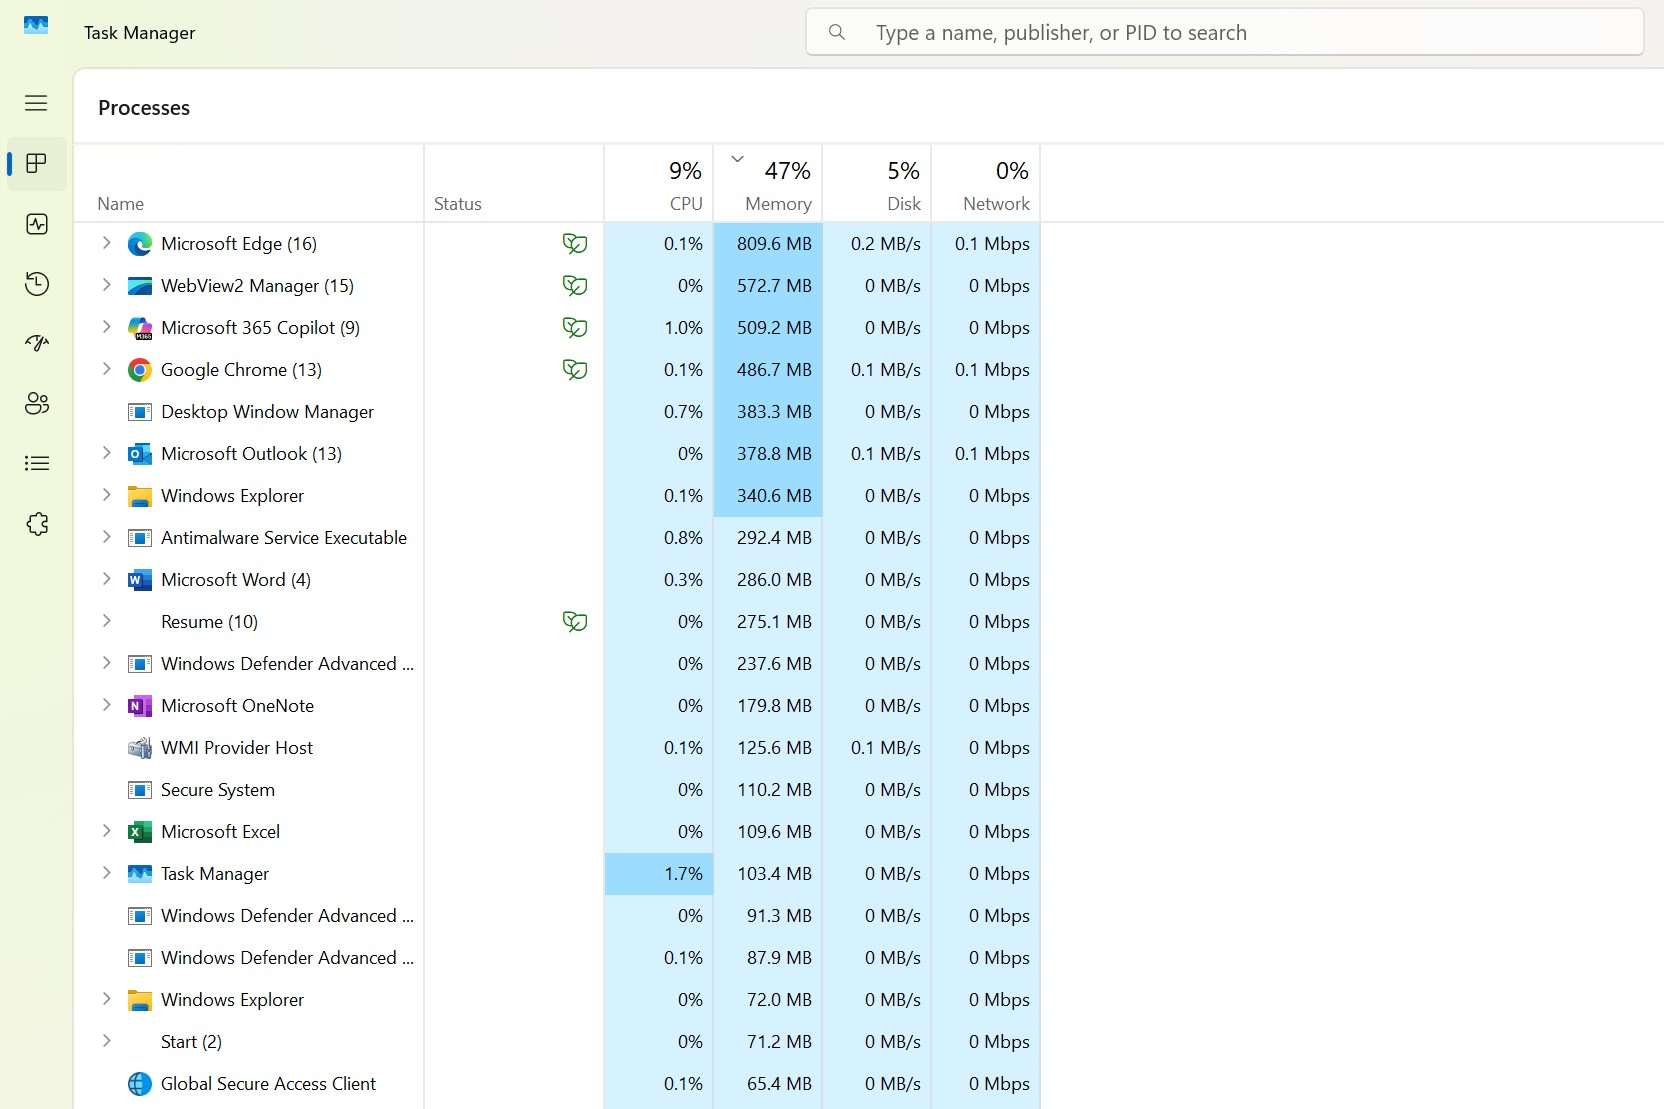 Task Manager
Type a name, publisher, or PID to search
Processes
9% 47% 5% 0%
Name Status CPU Memory Disk Network
Microsoft Edge (16) 0.1% 809.6 MB 0.2 MB/s 0.1 Mbps
WebView2 Manager (15) 0% 572.7 MB 0 MB/s 0 Mbps
M365 Microsoft 365 Copilot (9) 1.0% 509.2 MB 0 MB/s 0 Mbps
Google Chrome (13) 0.1% 486.7 MB 0.1 MB/s 0.1 Mbps
Desktop Window Manager 0.7% 383.3 MB 0 MB/s 0 Mbps
Microsoft Outlook (13) 0% 378.8 MB 0.1 MB/s 0.1 Mbps
Windows Explorer 0.1% 340.6 MB 0 MB/s 0 Mbps
Antimalware Service Executable 0.8% 292.4 MB 0 MB/s 0 Mbps
Microsoft Word (4) 0.3% 286.0 MB 0 MB/s 0 Mbps
Resume (10) 0% 275.1 MB 0 MB/s 0 Mbps
Windows Defender Advanced ... 0% 237.6 MB 0 MB/s 0 Mbps
Microsoft OneNote 0% 179.8 MB 0 MB/s 0 Mbps
WMI Provider Host 0.1% 125.6 MB 0.1 MB/s 0 Mbps
Secure System 0% 110.2 MB 0 MB/s 0 Mbps
Microsoft Excel 0% 109.6 MB 0 MB/s 0 Mbps
Task Manager 1.7% 103.4 MB 0 MB/s 0 Mbps
Windows Defender Advanced ... 0% 91.3 MB 0 MB/s 0 Mbps
Windows Defender Advanced ... 0.1% 87.9 MB 0 MB/s 0 Mbps
Windows Explorer 0% 72.0 MB 0 MB/s 0 Mbps
Start (2) 0% 71.2 MB 0 MB/s 0 Mbps
Global Secure Access Client 0.1% 65.4 MB 0 MB/s 0 Mbps